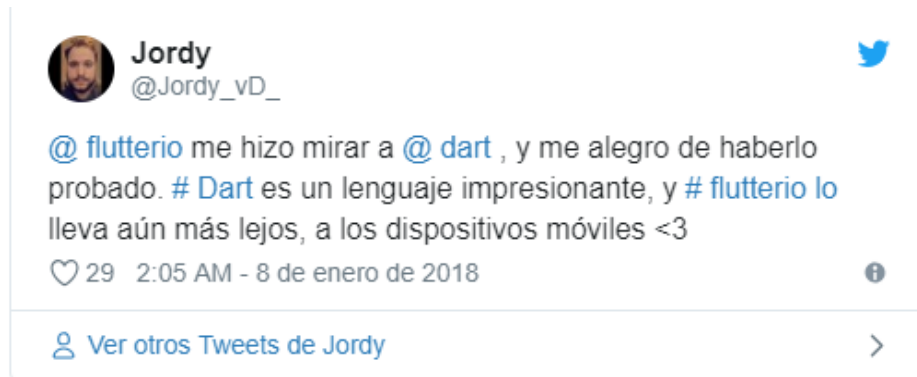 Jordy
@Jordy_vD_
@ flutterio me hizo mirar a @ dart , y me alegro de haberlo
probado. # Dart es un lenguaje impresionante, y # flutterio lo
lleva aún más lejos, a los dispositivos móviles <3
29 2:05 AM - 8 de enero de 2018
Ver otros Tweets de Jordy